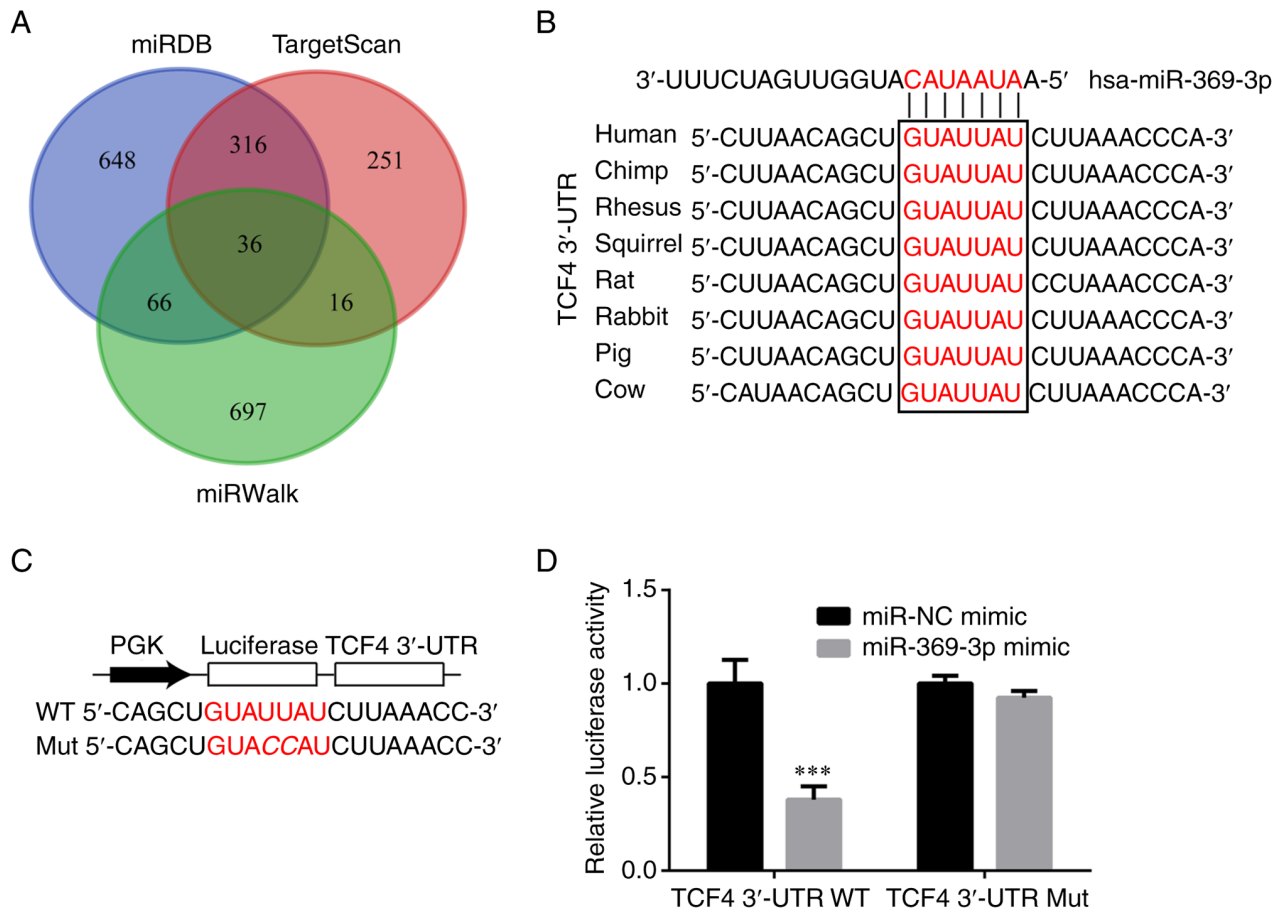 A
miRDB TargetScan
648 316 251
36
66 16
697
miRWalk
B
3′-UUUCUAGUUGGUACAUAAUAA-5′ hsa-miR-369-3p
TCF4 3′-UTR
Human 5′-CUUAACAGCU GUAUUAU CUUAAACCCA-3′
Chimp 5′-CUUAACAGCU GUAUUAU CUUAAACCCA-3′
Rhesus 5′-CUUAACAGCU GUAUUAU CUUAAACCCA-3′
Squirrel 5′-CUUAACAGCU GUAUUAU CUUAAACCCA-3′
Rat 5′-CUUAACAGCU GUAUUAU CCUAAACCCA-3′
Rabbit 5′-CUUAACAGCU GUAUUAU CUUAAACCCA-3′
Pig 5′-CUUAACAGCU GUAUUAU CUUAAACCCA-3′
Cow 5′-CAUAACAGCU GUAUUAU CUUAAACCCA-3′
C
PGK Luciferase TCF4 3′-UTR
WT 5′-CAGCUGUAUUAUCUUAAACC-3′
Mut 5′-CAGCUGUACCAUCUUAAACC-3′
D
Relative luciferase activity
1.5
1.0
0.5
0.0
miR-NC mimic
miR-369-3p mimic
***
TCF4 3′-UTR WT TCF4 3′-UTR Mut